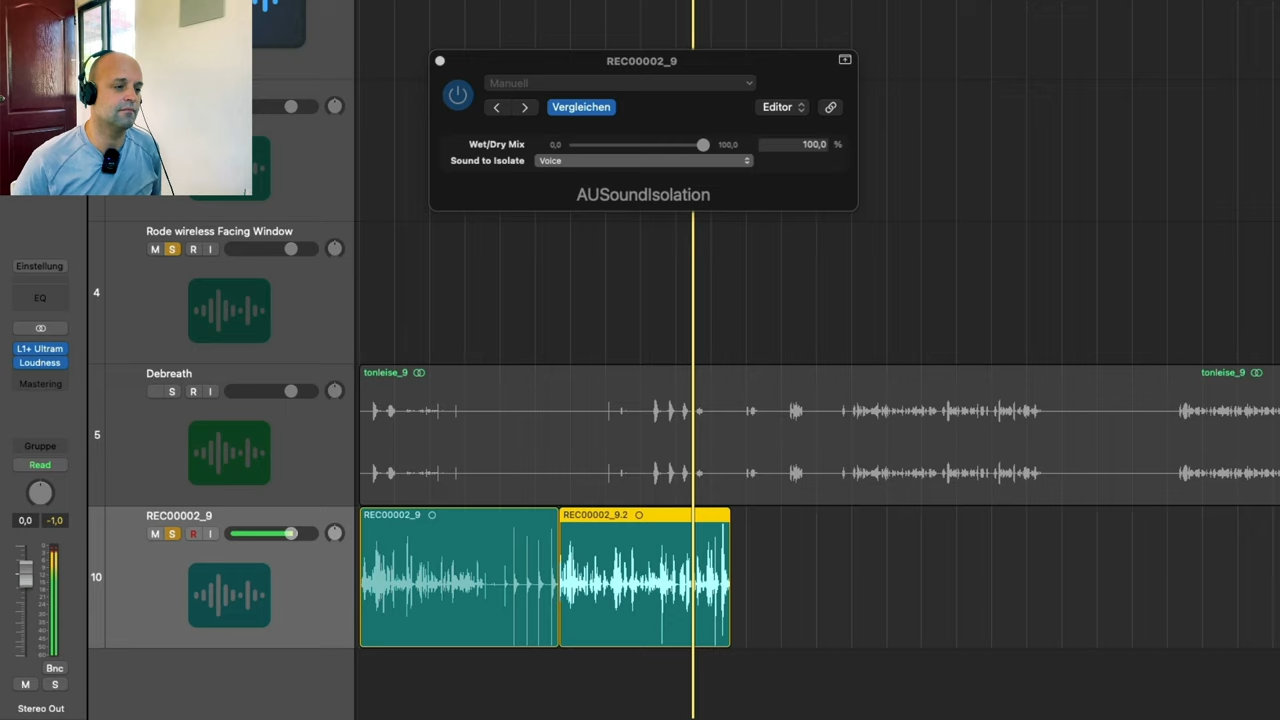 REC00002_9
Manuell
Vergleichen
Editor
Wet/Dry Mix 0,0 100,0 100,0 %
Sound to Isolate Voice
AUSoundIsolation
Rode wireless Facing Window
M S R I
4
Einstellung
EQ
L1+ Ultram
Loudness
Mastering
Debreath
S R I
5
tonleise_9
tonleise_9
Gruppe
Read
0,0 -1,0
REC00002_9
M S R I
10
REC00002_9
REC00002_9.2
Bnc
M S
Stereo Out